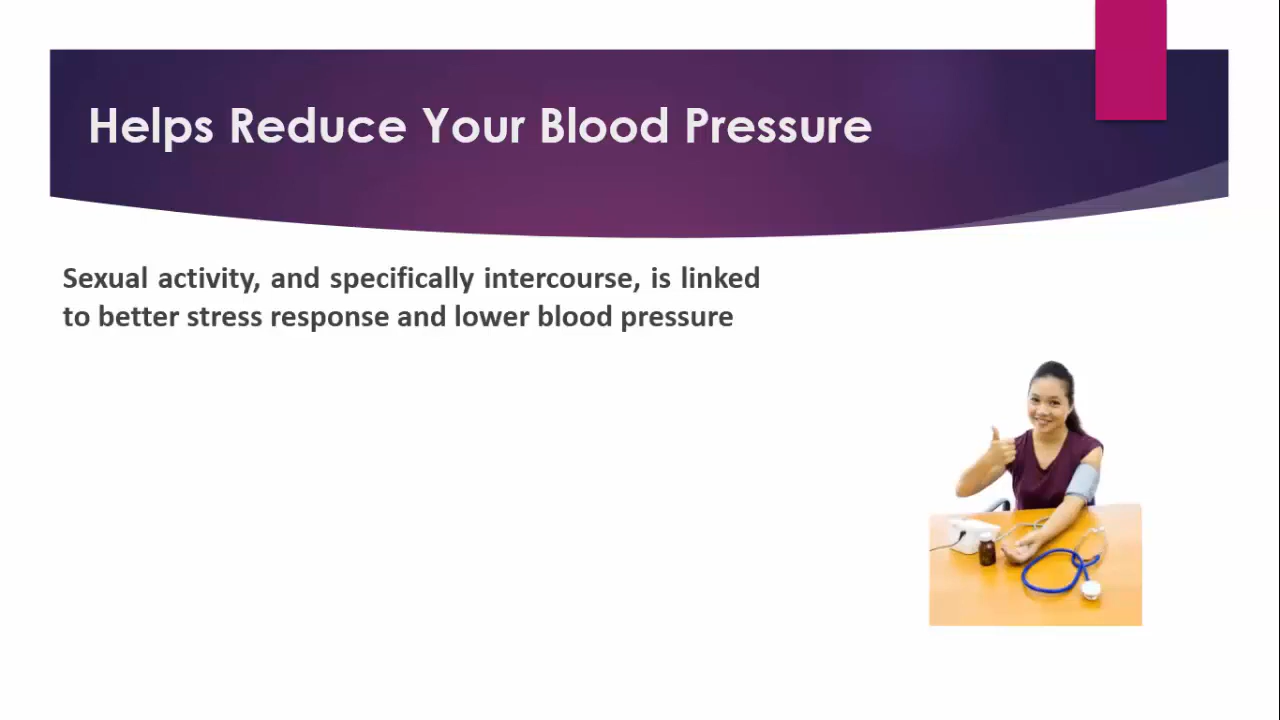 Helps Reduce Your Blood Pressure
Sexual activity, and specifically intercourse, is linked
to better stress response and lower blood pressure